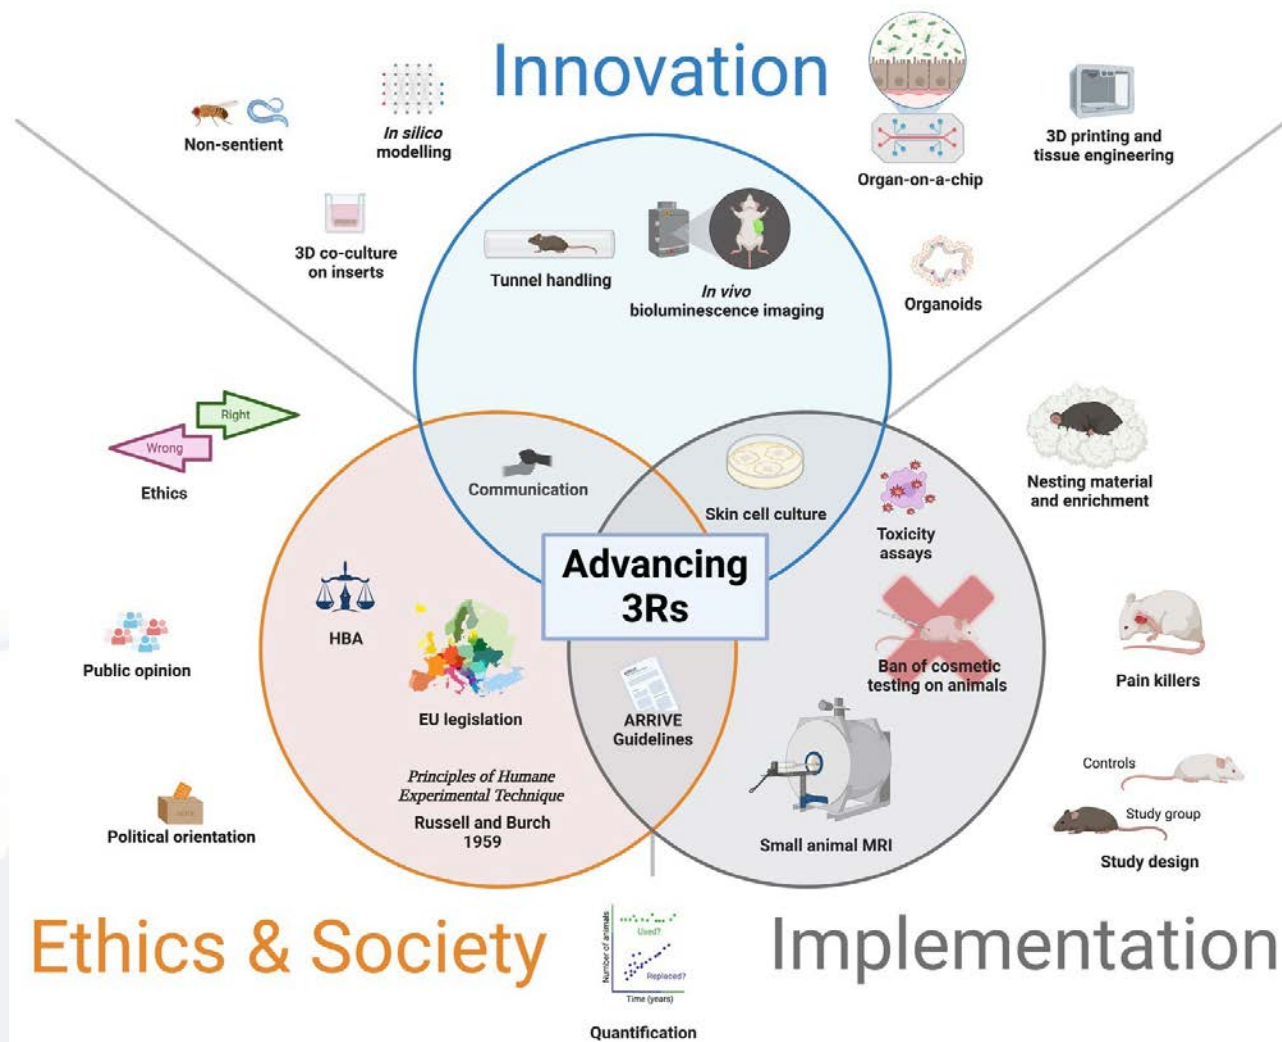 Innovation
Non-sentient
In silico
modelling
3D co-culture
on inserts
Tunnel handling
In vivo
bioluminescence imaging
Organ-on-a-chip
3D printing and
tissue engineering
Organoids
Right
Wrong
Ethics
Public opinion
Political orientation
Communication
HBA
EU legislation
Principles of Humane
Experimental Technique
Russell and Burch
1959
Advancing
3Rs
Skin cell culture
ARRIVE
Guidelines
Toxicity
assays
Ban of cosmetic
testing on animals
Small animal MRI
Nesting material
and enrichment
Pain killers
Controls
Study group
Study design
Ethics & Society
Implementation
Number of animals
Used?
Replaced?
Time (years)
Quantification